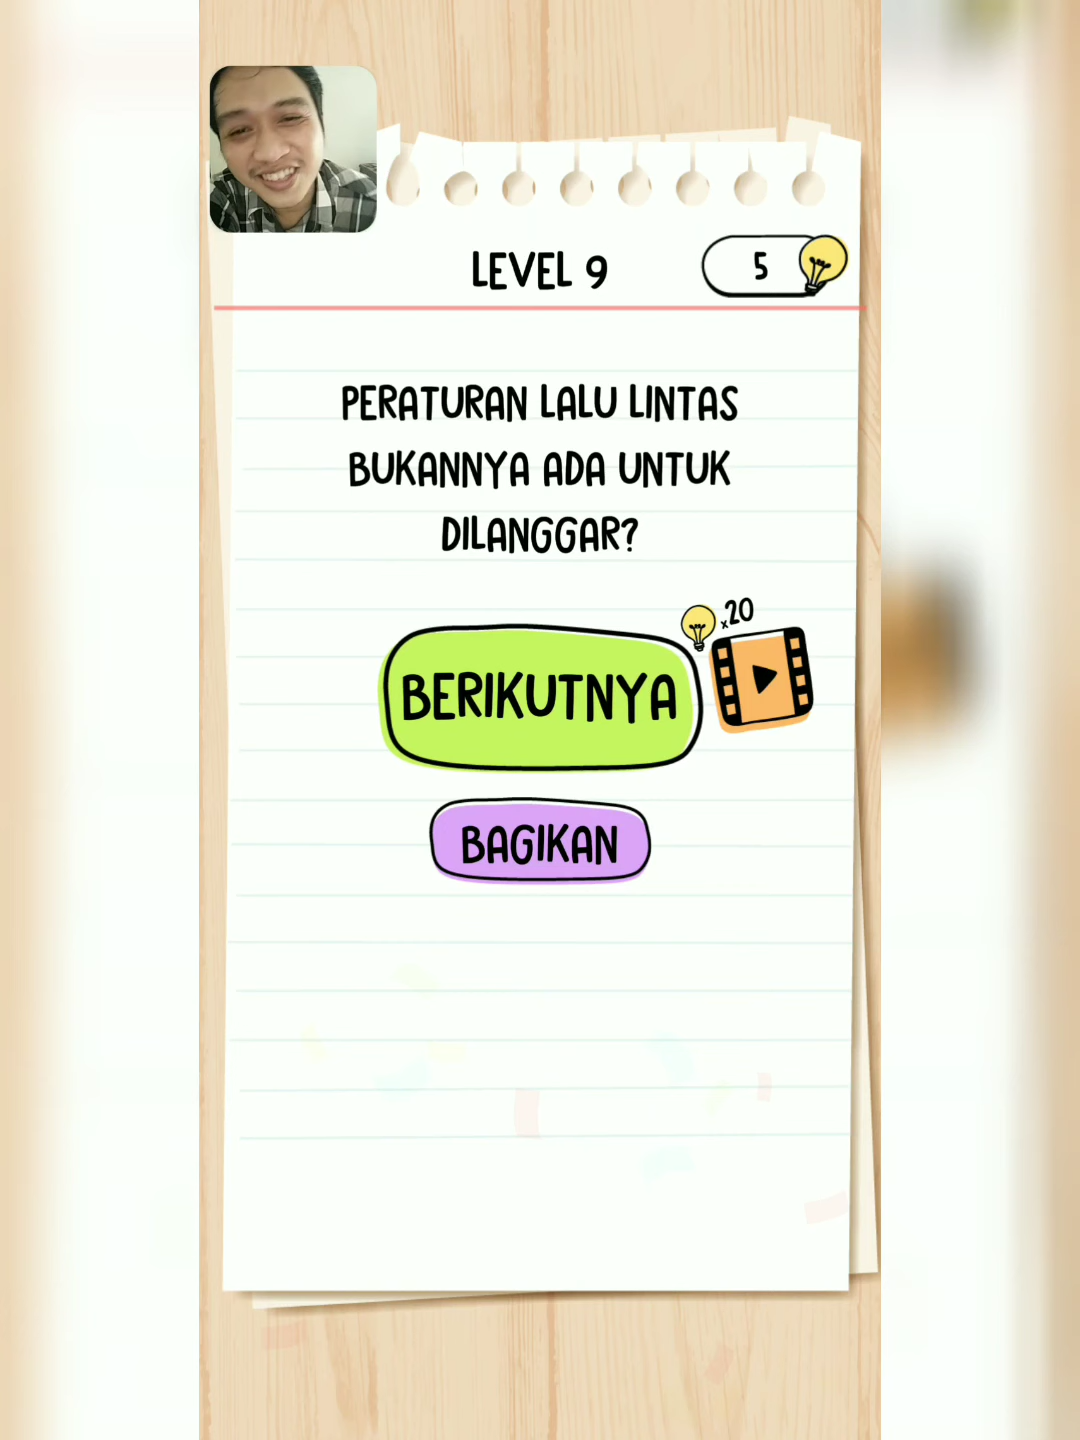 LEVEL 9
5
PERATURAN LALU LINTAS
BUKANNYA ADA UNTUK
DILANGGAR?
x20
BERIKUTNYA
BAGIKAN